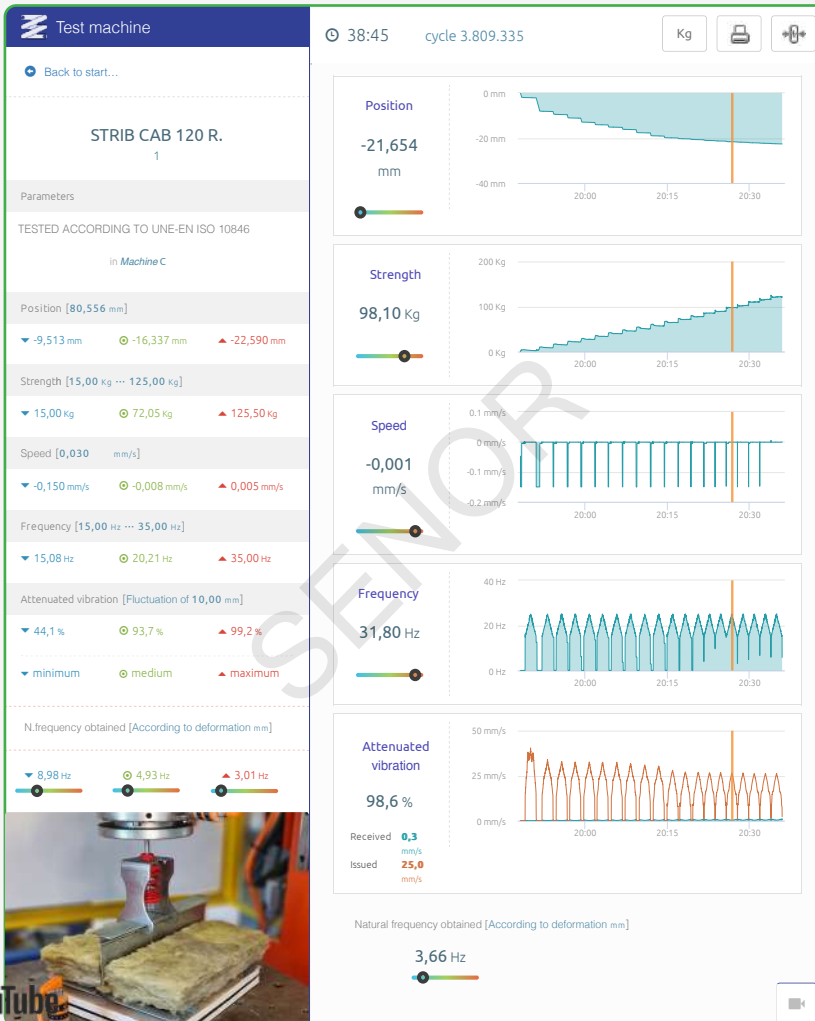 Test machine
Back to start...
STRIB CAB 120 R.
1
Parameters
TESTED ACCORDING TO UNE-EN ISO 10846
in Machine C
Position [80,556 mm]
-9,513 mm -16,337 mm -22,590 mm
Strength [15,00 Kg ... 125,00 Kg]
15,00 Kg 72,05 Kg 125,50 Kg
Speed [0,030 mm/s]
-0,150 mm/s -0,008 mm/s 0,005 mm/s
Frequency [15,00 Hz ... 35,00 Hz]
15,08 Hz 20,21 Hz 35,00 Hz
Attenuated vibration [Fluctuation of 10,00 mm]
44,1 % 93,7 % 99,2 %
minimum medium maximum
N.frequency obtained [According to deformation mm]
8,98 Hz 4,93 Hz 3,01 Hz
uTube
38:45 cycle 3.809.335 Kg
Position
-21,654
mm
0 mm
-20 mm
-40 mm
20:00 20:15 20:30
Strength
98,10 Kg
200 Kg
100 Kg
0 Kg
20:00 20:15 20:30
Speed
-0,001
mm/s
0.1 mm/s
0 mm/s
-0.1 mm/s
-0.2 mm/s
20:00 20:15 20:30
Frequency
31,80 Hz
40 Hz
20 Hz
0 Hz
20:00 20:15 20:30
Attenuated
vibration
98,6 %
Received 0,3
mm/s
Issued 25,0
mm/s
50 mm/s
25 mm/s
0 mm/s
20:00 20:15 20:30
Natural frequency obtained [According to deformation mm]
3,66 Hz
SENOR